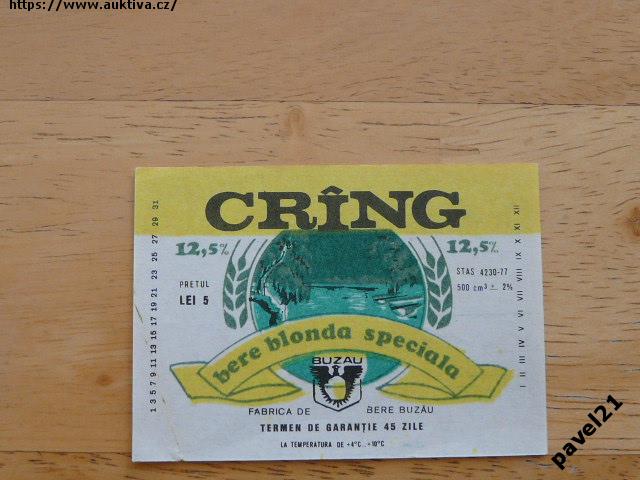 https://www.auktiva.cz/
CRÎNG
12,5%
12,5%
PRETUL
LEI 5
STAS 4230-77
500 cm³ ± 2%
bere blonda speciala
BUZAU
FABRICA DE BERE BUZĂU
TERMEN DE GARANȚIE 45 ZILE
LA TEMPERATURA DE +4°C..+10°C
1 3 5 7 9 11 13 15 17 19 21 23 25 27 29 31
I II III IV V VI VII VIII IX X XI XII
pavel21